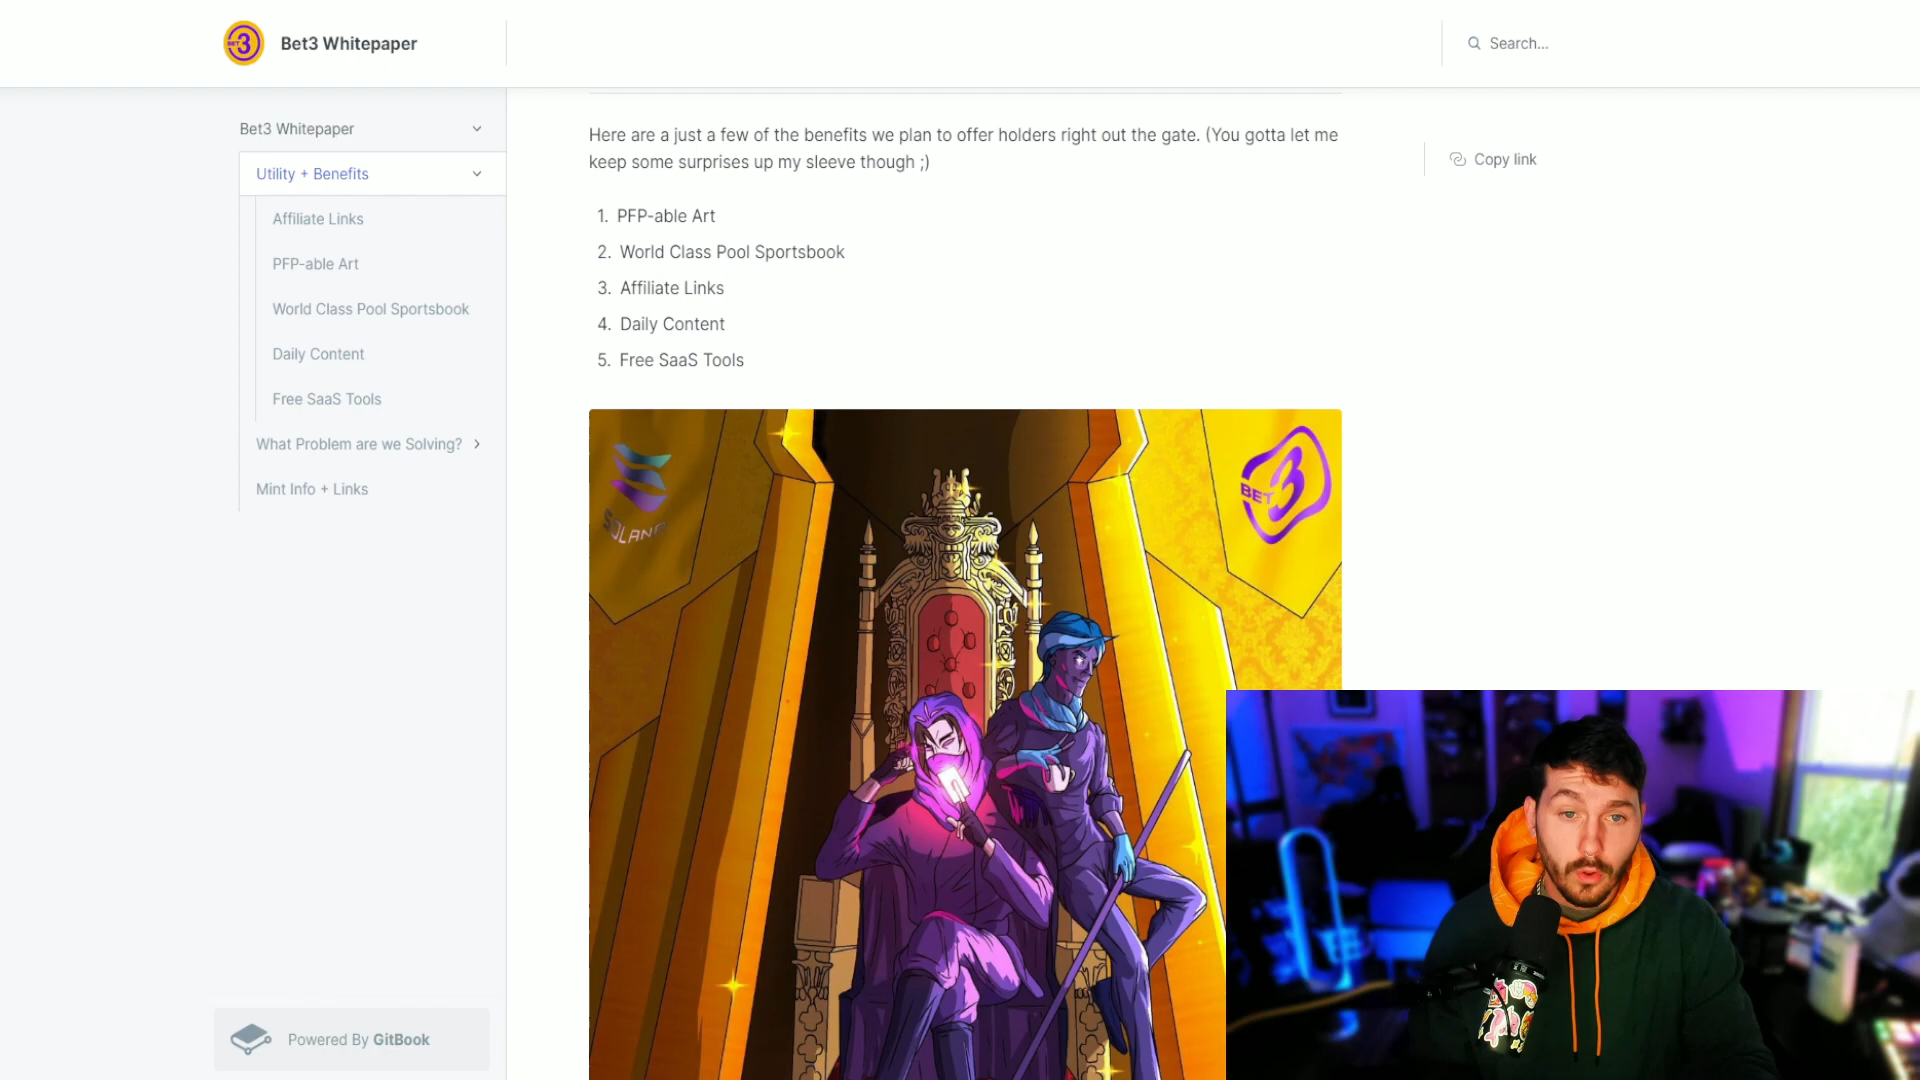 BET 3
Bet3 Whitepaper
Search...
Bet3 Whitepaper
Utility + Benefits
Affiliate Links
PFP-able Art
World Class Pool Sportsbook
Daily Content
Free SaaS Tools
What Problem are we Solving?
Mint Info + Links
Powered By GitBook
Here are a just a few of the benefits we plan to offer holders right out the gate. (You gotta let me
keep some surprises up my sleeve though ;)
1. PFP-able Art
2. World Class Pool Sportsbook
3. Affiliate Links
4. Daily Content
5. Free SaaS Tools
Copy link
SOLANA
BET 3